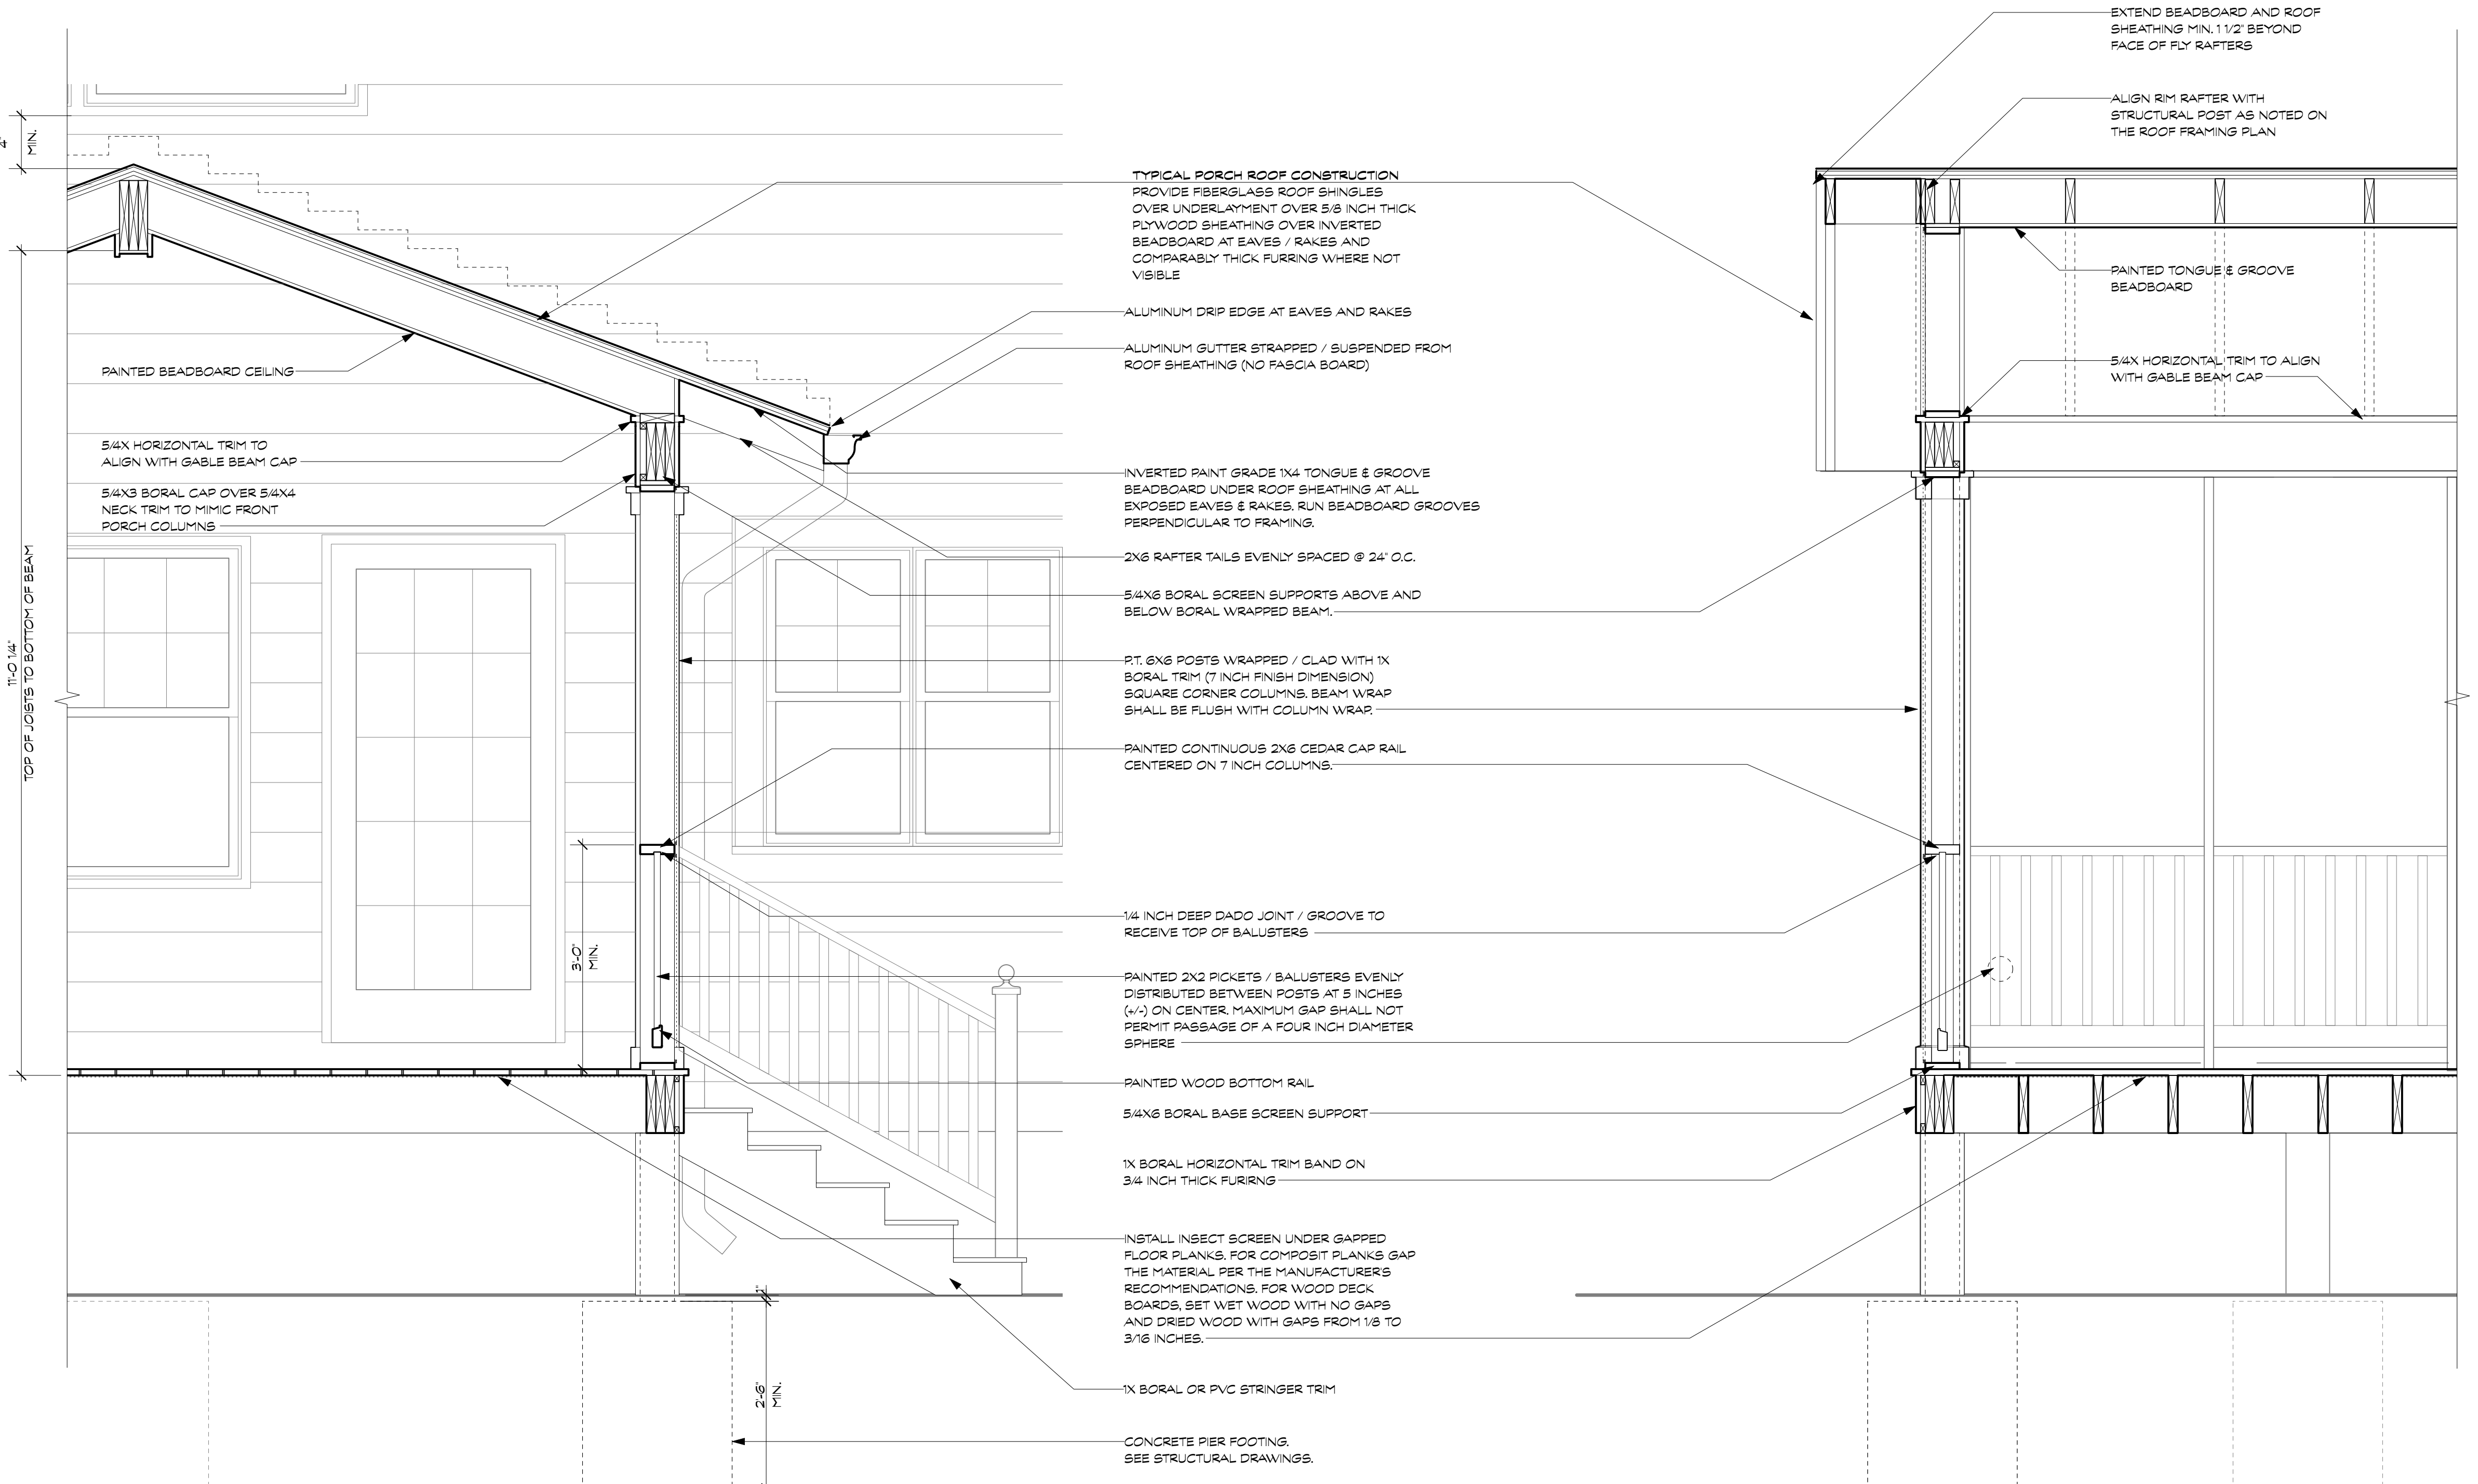 4"
MIN.
11'-0 1/4"
TOP OF JOISTS TO BOTTOM OF BEAM
PAINTED BEADBOARD CEILING
5/4X HORIZONTAL TRIM TO
ALIGN WITH GABLE BEAM CAP
5/4X3 BORAL CAP OVER 5/4X4
NECK TRIM TO MIMIC FRONT
PORCH COLUMNS
3'-0"
MIN.
1"
2'-6"
MIN.
TYPICAL PORCH ROOF CONSTRUCTION
PROVIDE FIBERGLASS ROOF SHINGLES
OVER UNDERLAYMENT OVER 5/8 INCH THICK
PLYWOOD SHEATHING OVER INVERTED
BEADBOARD AT EAVES / RAKES AND
COMPARABLY THICK FURRING WHERE NOT
VISIBLE
ALUMINUM DRIP EDGE AT EAVES AND RAKES
ALUMINUM GUTTER STRAPPED / SUSPENDED FROM
ROOF SHEATHING (NO FASCIA BOARD)
INVERTED PAINT GRADE 1X4 TONGUE & GROOVE
BEADBOARD UNDER ROOF SHEATHING AT ALL
EXPOSED EAVES & RAKES. RUN BEADBOARD GROOVES
PERPENDICULAR TO FRAMING.
2X6 RAFTER TAILS EVENLY SPACED @ 24" O.C.
5/4X6 BORAL SCREEN SUPPORTS ABOVE AND
BELOW BORAL WRAPPED BEAM.
P.T. 6X6 POSTS WRAPPED / CLAD WITH 1X
BORAL TRIM (7 INCH FINISH DIMENSION)
SQUARE CORNER COLUMNS. BEAM WRAP
SHALL BE FLUSH WITH COLUMN WRAP.
PAINTED CONTINUOUS 2X6 CEDAR CAP RAIL
CENTERED ON 7 INCH COLUMNS.
1/4 INCH DEEP DADO JOINT / GROOVE TO
RECEIVE TOP OF BALUSTERS
PAINTED 2X2 PICKETS / BALUSTERS EVENLY
DISTRIBUTED BETWEEN POSTS AT 5 INCHES
(+/-) ON CENTER. MAXIMUM GAP SHALL NOT
PERMIT PASSAGE OF A FOUR INCH DIAMETER
SPHERE
PAINTED WOOD BOTTOM RAIL
5/4X6 BORAL BASE SCREEN SUPPORT
1X BORAL HORIZONTAL TRIM BAND ON
3/4 INCH THICK FURIRNG
INSTALL INSECT SCREEN UNDER GAPPED
FLOOR PLANKS. FOR COMPOSIT PLANKS GAP
THE MATERIAL PER THE MANUFACTURER'S
RECOMMENDATIONS. FOR WOOD DECK
BOARDS, SET WET WOOD WITH NO GAPS
AND DRIED WOOD WITH GAPS FROM 1/8 TO
3/16 INCHES.
1X BORAL OR PVC STRINGER TRIM
CONCRETE PIER FOOTING.
SEE STRUCTURAL DRAWINGS.
EXTEND BEADBOARD AND ROOF
SHEATHING MIN. 1 1/2" BEYOND
FACE OF FLY RAFTERS
ALIGN RIM RAFTER WITH
STRUCTURAL POST AS NOTED ON
THE ROOF FRAMING PLAN
PAINTED TONGUE & GROOVE
BEADBOARD
5/4X HORIZONTAL TRIM TO ALIGN
WITH GABLE BEAM CAP